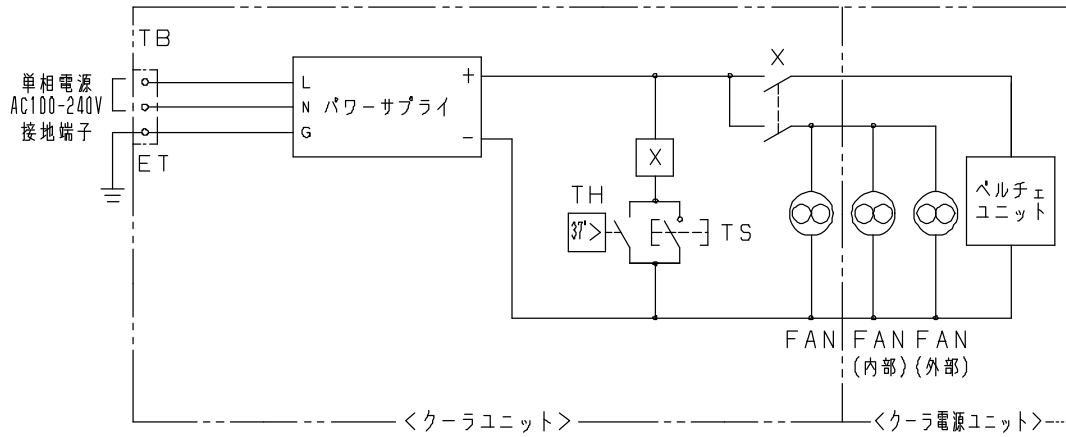 TB
単相電源
AC100-240V
接地端子
ET
L
N
G
パワーサプライ
+
−
X
X
TH
37°>
TS
FAN
FAN
(内部)
FAN
(外部)
ペルチェ
ユニット
<クーラユニット>
<クーラ電源ユニット>